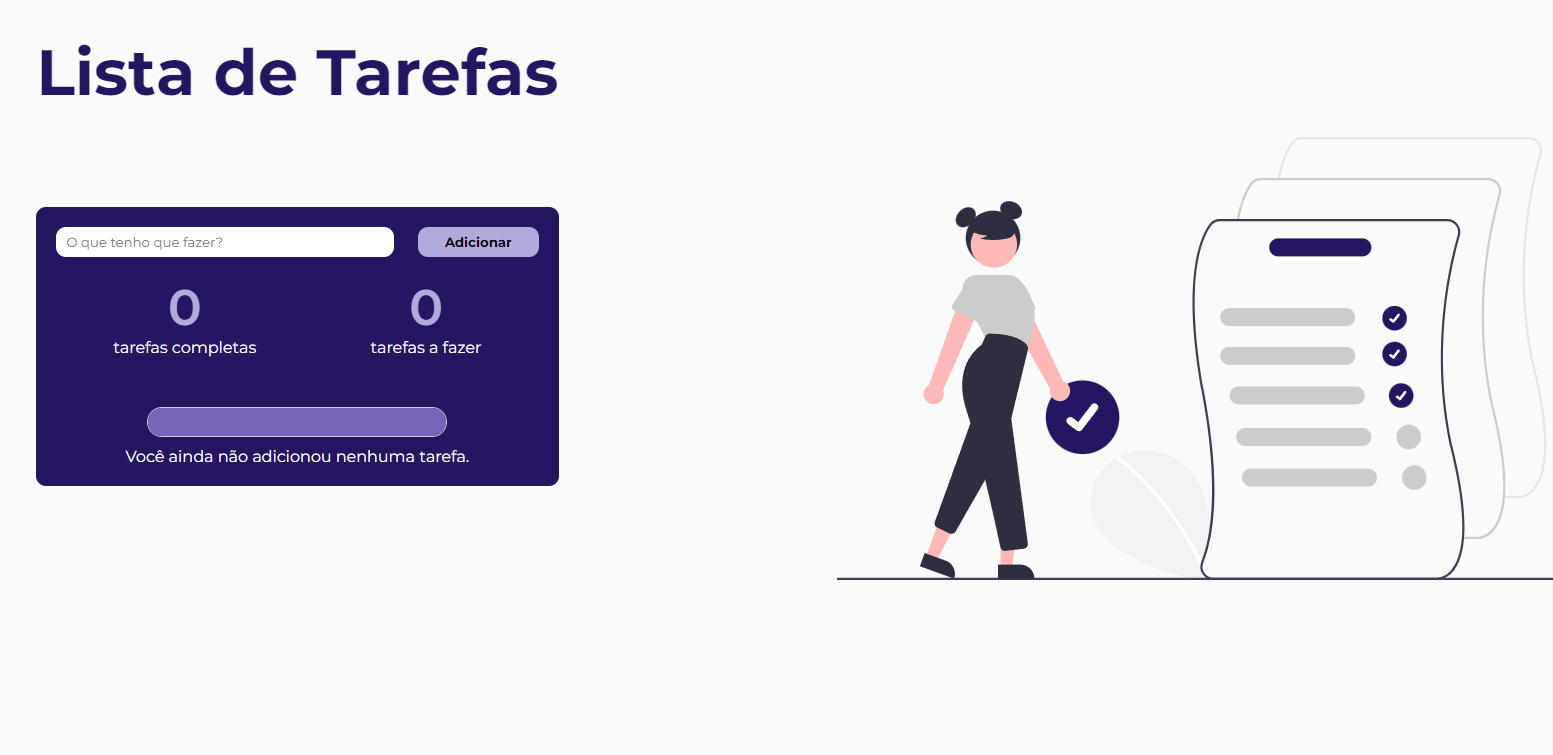 Lista de Tarefas
O que tenho que fazer?
Adicionar
0
0
tarefas completas
tarefas a fazer
Você ainda não adicionou nenhuma tarefa.